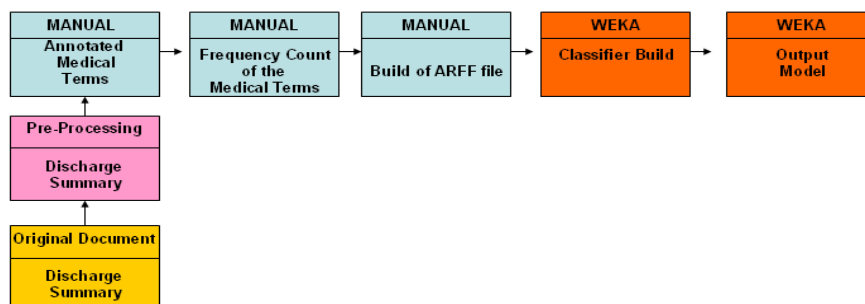 MANUAL
Annotated
Medical
Terms
MANUAL
Frequency Count
of the
Medical Terms
MANUAL
Build of ARFF file
WEKA
Classifier Build
WEKA
Output
Model
Pre-Processing
Discharge
Summary
Original Document
Discharge
Summary